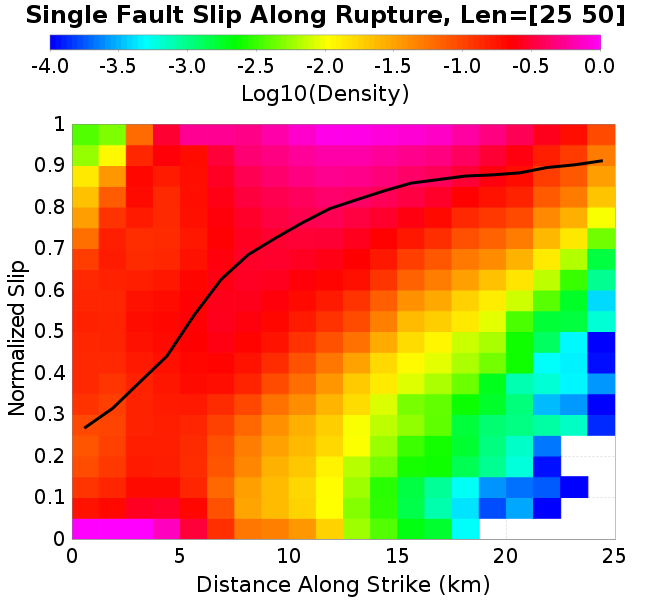 Single Fault Slip Along Rupture, Len=[25 50]
-4.0 -3.5 -3.0 -2.5 -2.0 -1.5 -1.0 -0.5 0.0
Log10(Density)
1
0.9
0.8
0.7
0.6
0.5
0.4
0.3
0.2
0.1
0
Normalized Slip
0 5 10 15 20 25
Distance Along Strike (km)